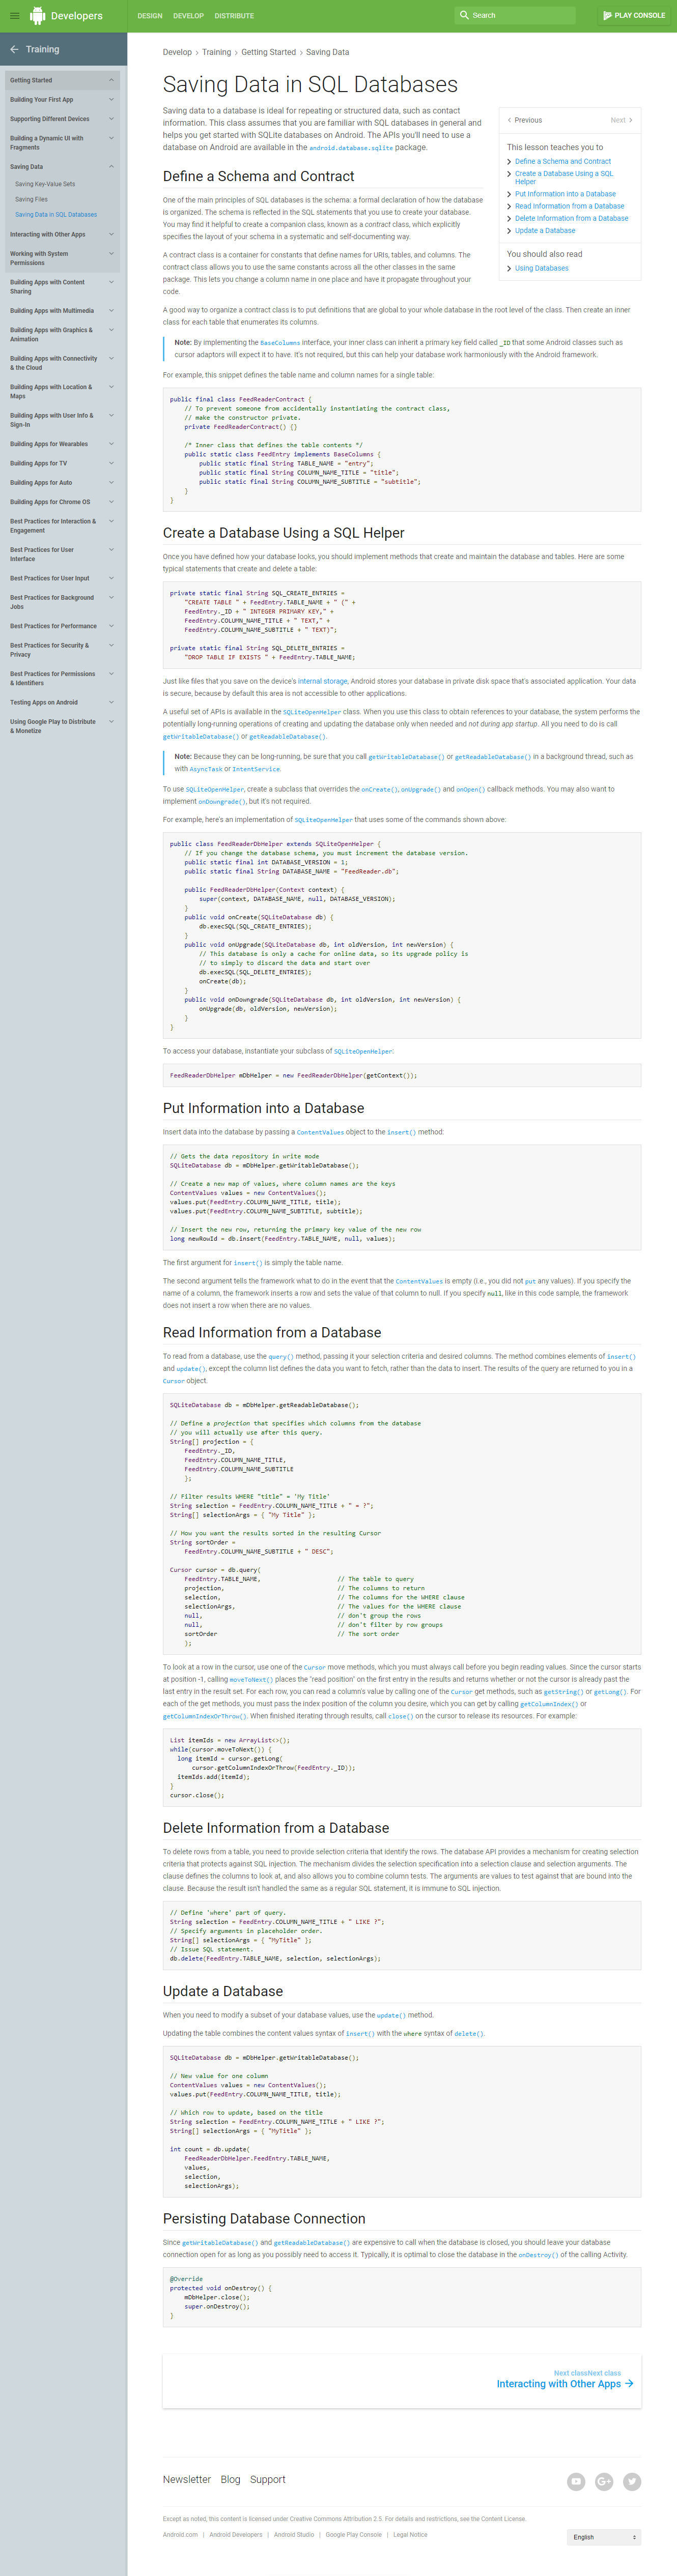 Developers
DESIGN DEVELOP DISTRIBUTE
Search
PLAY CONSOLE
Training
Getting Started
Building Your First App
Supporting Different Devices
Building a Dynamic UI with
Fragments
Saving Data
Saving Key-Value Sets
Saving Files
Saving Data in SQL Databases
Interacting with Other Apps
Working with System
Permissions
Building Apps with Content
Sharing
Building Apps with Multimedia
Building Apps with Graphics &
Animation
Building Apps with Connectivity
& the Cloud
Building Apps with Location &
Maps
Building Apps with User Info &
Sign-In
Building Apps for Wearables
Building Apps for TV
Building Apps for Auto
Building Apps for Chrome OS
Best Practices for Interaction &
Engagement
Best Practices for User
Interface
Best Practices for User Input
Best Practices for Background
Jobs
Best Practices for Performance
Best Practices for Security &
Privacy
Best Practices for Permissions
& Identifiers
Testing Apps on Android
Using Google Play to Distribute
& Monetize
Develop > Training > Getting Started > Saving Data
Saving Data in SQL Databases
Saving data to a database is ideal for repeating or structured data, such as contact
information. This class assumes that you are familiar with SQL databases in general and
helps you get started with SQLite databases on Android. The APIs you'll need to use a
database on Android are available in the android.database.sqlite package.
Previous Next
This lesson teaches you to
Define a Schema and Contract
Create a Database Using a SQL
Helper
Put Information into a Database
Read Information from a Database
Delete Information from a Database
Update a Database
You should also read
Using Databases
Define a Schema and Contract
One of the main principles of SQL databases is the schema: a formal declaration of how the database
is organized. The schema is reflected in the SQL statements that you use to create your database.
You may find it helpful to create a companion class, known as a contract class, which explicitly
specifies the layout of your schema in a systematic and self-documenting way.
A contract class is a container for constants that define names for URIs, tables, and columns. The
contract class allows you to use the same constants across all the other classes in the same
package. This lets you change a column name in one place and have it propagate throughout your
code.
A good way to organize a contract class is to put definitions that are global to your whole database in the root level of the class. Then create an inner
class for each table that enumerates its columns.
Note: By implementing the BaseColumns interface, your inner class can inherit a primary key field called _ID that some Android classes such as
cursor adaptors will expect it to have. It's not required, but this can help your database work harmoniously with the Android framework.
For example, this snippet defines the table name and column names for a single table:
public final class FeedReaderContract {
// To prevent someone from accidentally instantiating the contract class,
// make the constructor private.
private FeedReaderContract() {}
/* Inner class that defines the table contents */
public static class FeedEntry implements BaseColumns {
public static final String TABLE_NAME = "entry";
public static final String COLUMN_NAME_TITLE = "title";
public static final String COLUMN_NAME_SUBTITLE = "subtitle";
}
}
Create a Database Using a SQL Helper
Once you have defined how your database looks, you should implement methods that create and maintain the database and tables. Here are some
typical statements that create and delete a table:
private static final String SQL_CREATE_ENTRIES =
"CREATE TABLE " + FeedEntry.TABLE_NAME + " (" +
FeedEntry._ID + " INTEGER PRIMARY KEY," +
FeedEntry.COLUMN_NAME_TITLE + " TEXT," +
FeedEntry.COLUMN_NAME_SUBTITLE + " TEXT)";
private static final String SQL_DELETE_ENTRIES =
"DROP TABLE IF EXISTS " + FeedEntry.TABLE_NAME;
Just like files that you save on the device's internal storage, Android stores your database in private disk space that's associated application. Your data
is secure, because by default this area is not accessible to other applications.
A useful set of APIs is available in the SQLiteOpenHelper class. When you use this class to obtain references to your database, the system performs the
potentially long-running operations of creating and updating the database only when needed and not during app startup. All you need to do is call
getWritableDatabase() or getReadableDatabase().
Note: Because they can be long-running, be sure that you call getWritableDatabase() or getReadableDatabase() in a background thread, such as
with AsyncTask or IntentService.
To use SQLiteOpenHelper, create a subclass that overrides the onCreate(), onUpgrade() and onOpen() callback methods. You may also want to
implement onDowngrade(), but it's not required.
For example, here's an implementation of SQLiteOpenHelper that uses some of the commands shown above:
public class FeedReaderDbHelper extends SQLiteOpenHelper {
// If you change the database schema, you must increment the database version.
public static final int DATABASE_VERSION = 1;
public static final String DATABASE_NAME = "FeedReader.db";
public FeedReaderDbHelper(Context context) {
super(context, DATABASE_NAME, null, DATABASE_VERSION);
}
public void onCreate(SQLiteDatabase db) {
db.execSQL(SQL_CREATE_ENTRIES);
}
public void onUpgrade(SQLiteDatabase db, int oldVersion, int newVersion) {
// This database is only a cache for online data, so its upgrade policy is
// to simply to discard the data and start over
db.execSQL(SQL_DELETE_ENTRIES);
onCreate(db);
}
public void onDowngrade(SQLiteDatabase db, int oldVersion, int newVersion) {
onUpgrade(db, oldVersion, newVersion);
}
}
To access your database, instantiate your subclass of SQLiteOpenHelper:
FeedReaderDbHelper mDbHelper = new FeedReaderDbHelper(getContext());
Put Information into a Database
Insert data into the database by passing a ContentValues object to the insert() method:
// Gets the data repository in write mode
SQLiteDatabase db = mDbHelper.getWritableDatabase();
// Create a new map of values, where column names are the keys
ContentValues values = new ContentValues();
values.put(FeedEntry.COLUMN_NAME_TITLE, title);
values.put(FeedEntry.COLUMN_NAME_SUBTITLE, subtitle);
// Insert the new row, returning the primary key value of the new row
long newRowId = db.insert(FeedEntry.TABLE_NAME, null, values);
The first argument for insert() is simply the table name.
The second argument tells the framework what to do in the event that the ContentValues is empty (i.e., you did not put any values). If you specify the
name of a column, the framework inserts a row and sets the value of that column to null. If you specify null, like in this code sample, the framework
does not insert a row when there are no values.
Read Information from a Database
To read from a database, use the query() method, passing it your selection criteria and desired columns. The method combines elements of insert()
and update(), except the column list defines the data you want to fetch, rather than the data to insert. The results of the query are returned to you in a
Cursor object.
SQLiteDatabase db = mDbHelper.getReadableDatabase();
// Define a projection that specifies which columns from the database
// you will actually use after this query.
String[] projection = {
FeedEntry._ID,
FeedEntry.COLUMN_NAME_TITLE,
FeedEntry.COLUMN_NAME_SUBTITLE
};
// Filter results WHERE "title" = 'My Title'
String selection = FeedEntry.COLUMN_NAME_TITLE + " = ?";
String[] selectionArgs = { "My Title" };
// How you want the results sorted in the resulting Cursor
String sortOrder =
FeedEntry.COLUMN_NAME_SUBTITLE + " DESC";
Cursor cursor = db.query(
FeedEntry.TABLE_NAME, // The table to query
projection, // The columns to return
selection, // The columns for the WHERE clause
selectionArgs, // The values for the WHERE clause
null, // don't group the rows
null, // don't filter by row groups
sortOrder // The sort order
);
To look at a row in the cursor, use one of the Cursor move methods, which you must always call before you begin reading values. Since the cursor starts
at position -1, calling moveToNext() places the "read position" on the first entry in the results and returns whether or not the cursor is already past the
last entry in the result set. For each row, you can read a column's value by calling one of the Cursor get methods, such as getString() or getLong(). For
each of the get methods, you must pass the index position of the column you desire, which you can get by calling getColumnIndex() or
getColumnIndexOrThrow(). When finished iterating through results, call close() on the cursor to release its resources. For example:
List itemIds = new ArrayList<>();
while(cursor.moveToNext()) {
long itemId = cursor.getLong(
cursor.getColumnIndexOrThrow(FeedEntry._ID));
itemIds.add(itemId);
}
cursor.close();
Delete Information from a Database
To delete rows from a table, you need to provide selection criteria that identify the rows. The database API provides a mechanism for creating selection
criteria that protects against SQL injection. The mechanism divides the selection specification into a selection clause and selection arguments. The
clause defines the columns to look at, and also allows you to combine column tests. The arguments are values to test against that are bound into the
clause. Because the result isn't handled the same as a regular SQL statement, it is immune to SQL injection.
// Define 'where' part of query.
String selection = FeedEntry.COLUMN_NAME_TITLE + " LIKE ?";
// Specify arguments in placeholder order.
String[] selectionArgs = { "MyTitle" };
// Issue SQL statement.
db.delete(FeedEntry.TABLE_NAME, selection, selectionArgs);
Update a Database
When you need to modify a subset of your database values, use the update() method.
Updating the table combines the content values syntax of insert() with the where syntax of delete().
SQLiteDatabase db = mDbHelper.getWritableDatabase();
// New value for one column
ContentValues values = new ContentValues();
values.put(FeedEntry.COLUMN_NAME_TITLE, title);
// Which row to update, based on the title
String selection = FeedEntry.COLUMN_NAME_TITLE + " LIKE ?";
String[] selectionArgs = { "MyTitle" };
int count = db.update(
FeedReaderDbHelper.FeedEntry.TABLE_NAME,
values,
selection,
selectionArgs);
Persisting Database Connection
Since getWritableDatabase() and getReadableDatabase() are expensive to call when the database is closed, you should leave your database
connection open for as long as you possibly need to access it. Typically, it is optimal to close the database in the onDestroy() of the calling Activity.
@Override
protected void onDestroy() {
mDbHelper.close();
super.onDestroy();
}
Next classNext class
Interacting with Other Apps
Newsletter Blog Support
Except as noted, this content is licensed under Creative Commons Attribution 2.5. For details and restrictions, see the Content License.
Android.com | Android Developers | Android Studio | Google Play Console | Legal Notice
English